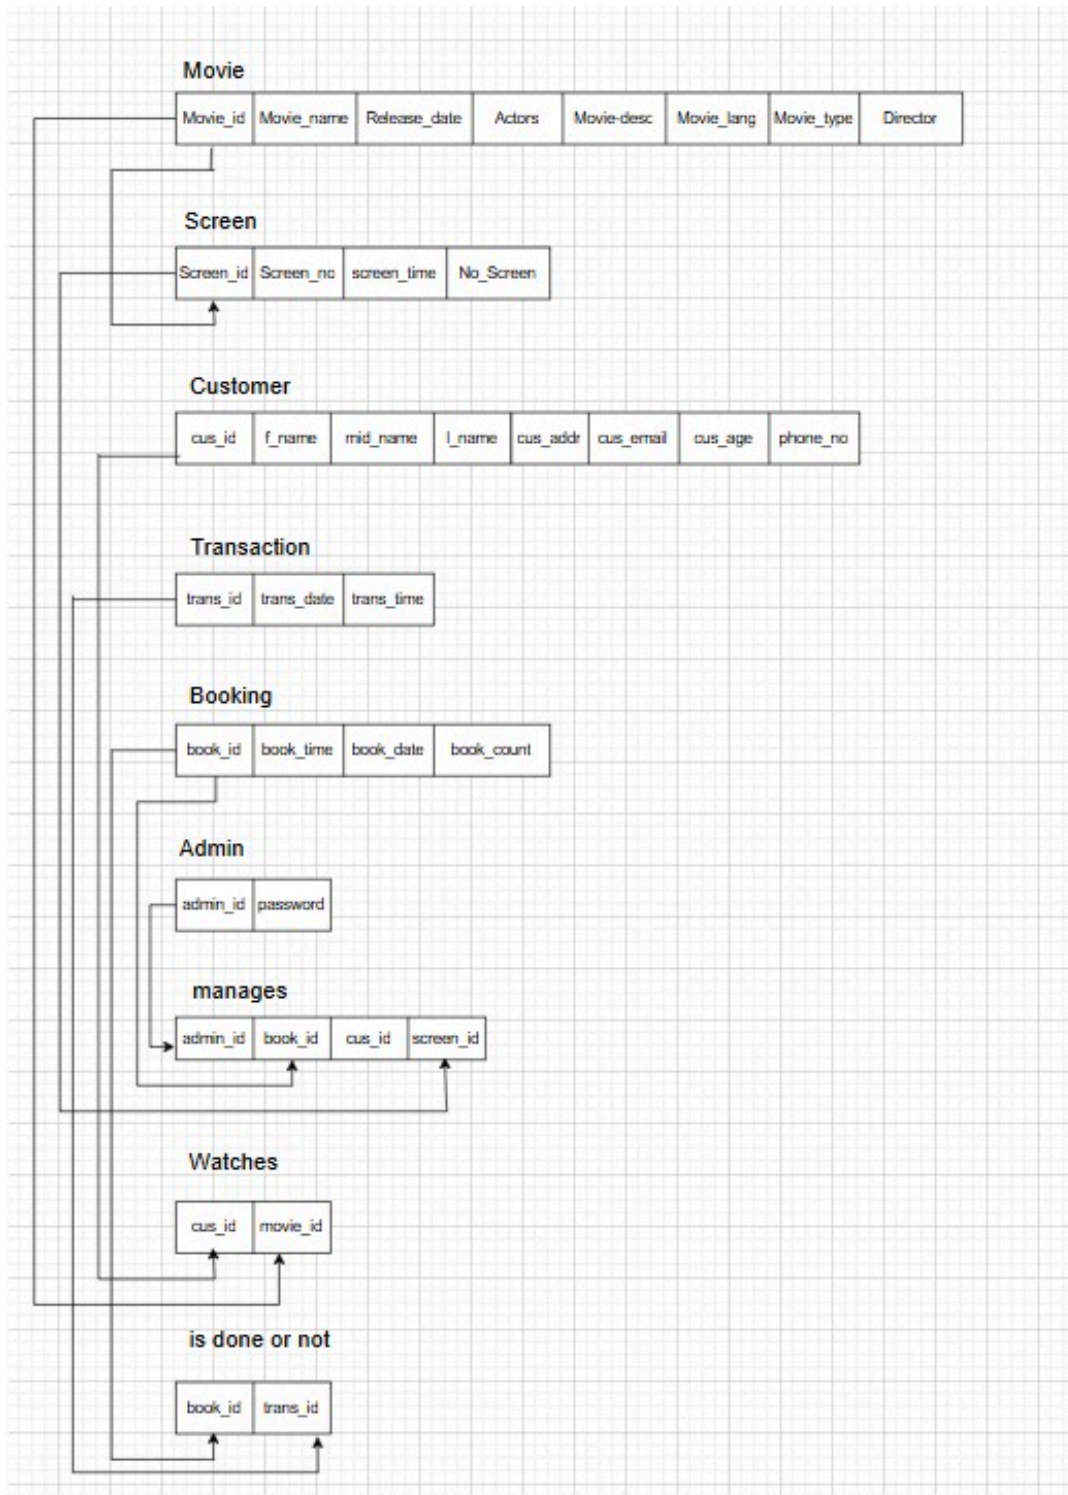 Movie
Movie_id Movie_name Release_date Actors Movie-desc Movie_lang Movie_type Director
Screen
Screen_id Screen_no screen_time No_Screen
Customer
cus_id f_name mid_name l_name cus_addr cus_email cus_age phone_no
Transaction
trans_id trans_date trans_time
Booking
book_id book_time book_date book_count
Admin
admin_id password
manages
admin_id book_id cus_id screen_id
Watches
cus_id movie_id
is done or not
book_id trans_id